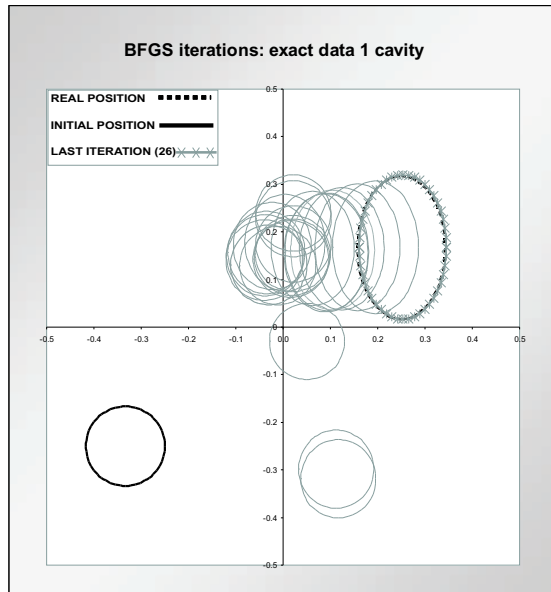 BFGS iterations: exact data 1 cavity
REAL POSITION
INITIAL POSITION
LAST ITERATION (26)
0.5
0.4
0.3
0.2
0.1
0.0
-0.5 -0.4 -0.3 -0.2 -0.1 0.0 0.1 0.2 0.3 0.4 0.5
-0.1
-0.2
-0.3
-0.4
-0.5